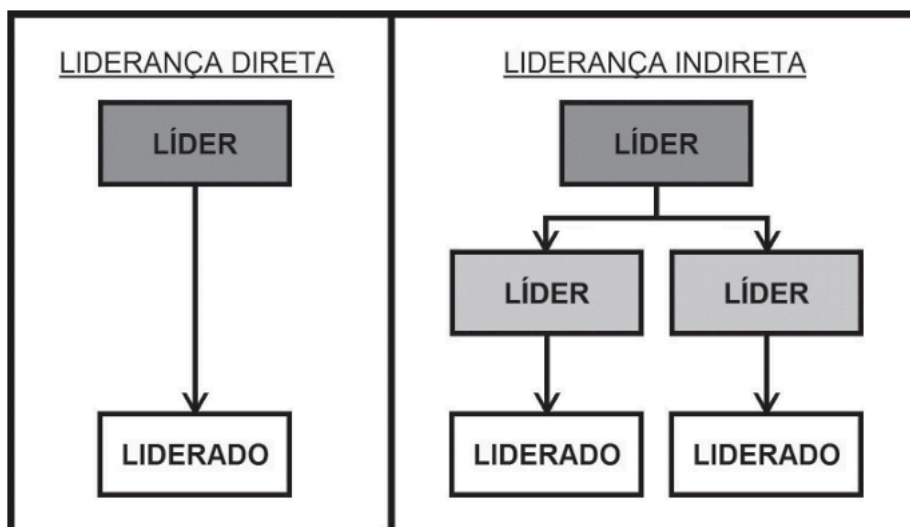 LIDERANÇA DIRETA
LÍDER
LIDERADO
LIDERANÇA INDIRETA
LÍDER
LÍDER
LÍDER
LIDERADO
LIDERADO